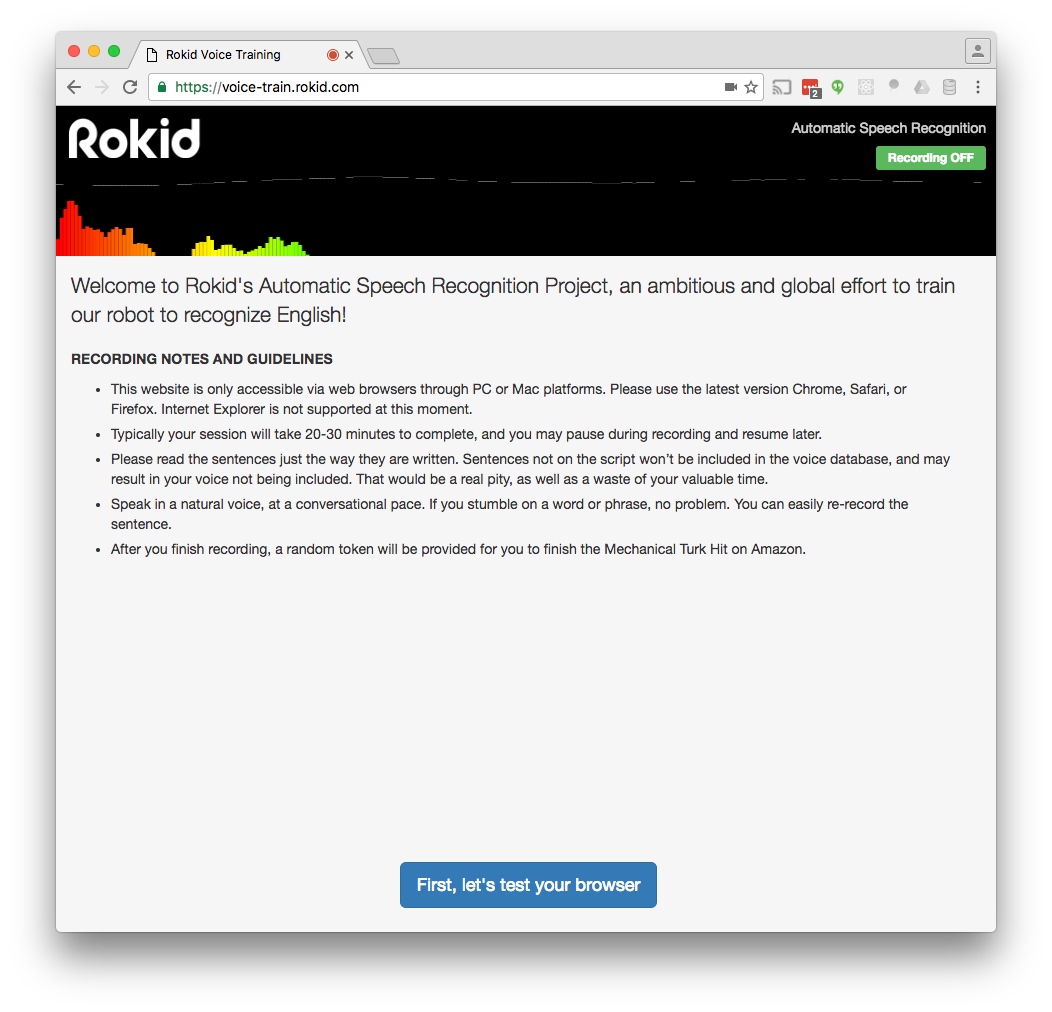 Rokid Voice Training
https://voice-train.rokid.com
2
Rokid
Automatic Speech Recognition
Recording OFF
Welcome to Rokid's Automatic Speech Recognition Project, an ambitious and global effort to train
our robot to recognize English!
RECORDING NOTES AND GUIDELINES
• This website is only accessible via web browsers through PC or Mac platforms. Please use the latest version Chrome, Safari, or
Firefox. Internet Explorer is not supported at this moment.
• Typically your session will take 20-30 minutes to complete, and you may pause during recording and resume later.
• Please read the sentences just the way they are written. Sentences not on the script won’t be included in the voice database, and may
result in your voice not being included. That would be a real pity, as well as a waste of your valuable time.
• Speak in a natural voice, at a conversational pace. If you stumble on a word or phrase, no problem. You can easily re-record the
sentence.
• After you finish recording, a random token will be provided for you to finish the Mechanical Turk Hit on Amazon.
First, let's test your browser